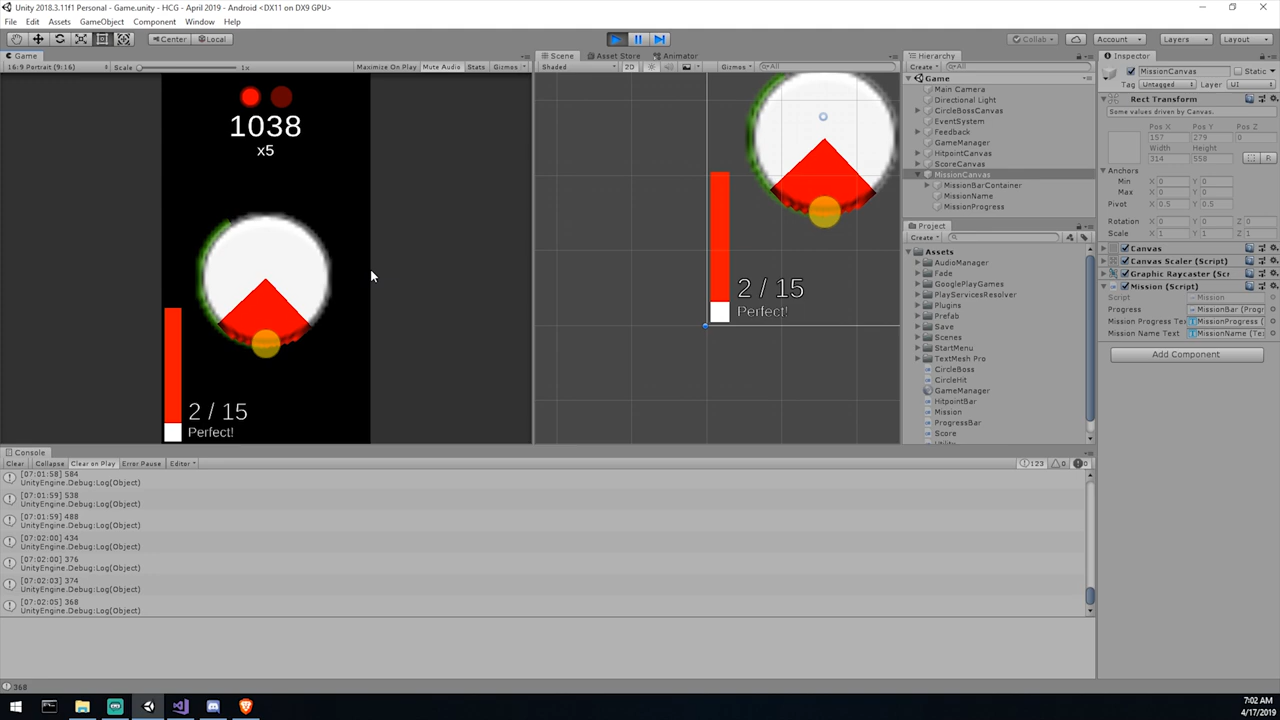 Unity 2018.3.11f1 Personal - Game.unity - HCG - April 2019 - Android <DX11 on DX9 GPU>
File Edit Assets GameObject Component Window Help
Center Local
Collab Account Layers Layout
Game
16:9 Portrait (9:16) Scale 1x Maximize On Play Mute Audio Stats Gizmos
1038
x5
2 / 15
Perfect!
Scene Asset Store Animator
Shaded 2D Gizmos All
2 / 15
Perfect!
Hierarchy
Create All
Game
Main Camera
Directional Light
CircleBossCanvas
EventSystem
Feedback
GameManager
HitpointCanvas
ScoreCanvas
MissionCanvas
MissionBarContainer
MissionName
MissionProgress
Project
Create
Assets
AudioManager
Fade
GooglePlayGames
PlayServicesResolver
Plugins
Prefab
Save
Scenes
StartMenu
TextMesh Pro
CircleBoss
CircleHit
GameManager
HitpointBar
Mission
ProgressBar
Score
Inspector
MissionCanvas Static
Tag Untagged Layer UI
Rect Transform
Some values driven by Canvas.
Pos X Pos Y Pos Z
157 279 0
Width Height
314 558
R
Anchors
Min X 0 Y 0
Max X 0 Y 0
Pivot X 0.5 Y 0.5
Rotation X 0 Y 0 Z 0
Scale X 1 Y 1 Z 1
Canvas
Canvas Scaler (Script)
Graphic Raycaster (Scr
Mission (Script)
Script Mission
Progress MissionBar (Progr
Mission Progress Tex MissionProgress (
Mission Name Text MissionName (Te
Add Component
Console
Clear Collapse Clear on Play Error Pause Editor 123 0 0
[07:01:58] 584
UnityEngine.Debug:Log(Object)
[07:01:59] 538
UnityEngine.Debug:Log(Object)
[07:01:59] 488
UnityEngine.Debug:Log(Object)
[07:02:00] 434
UnityEngine.Debug:Log(Object)
[07:02:00] 376
UnityEngine.Debug:Log(Object)
[07:02:03] 374
UnityEngine.Debug:Log(Object)
[07:02:05] 368
UnityEngine.Debug:Log(Object)
368
7:02 AM
4/17/2019